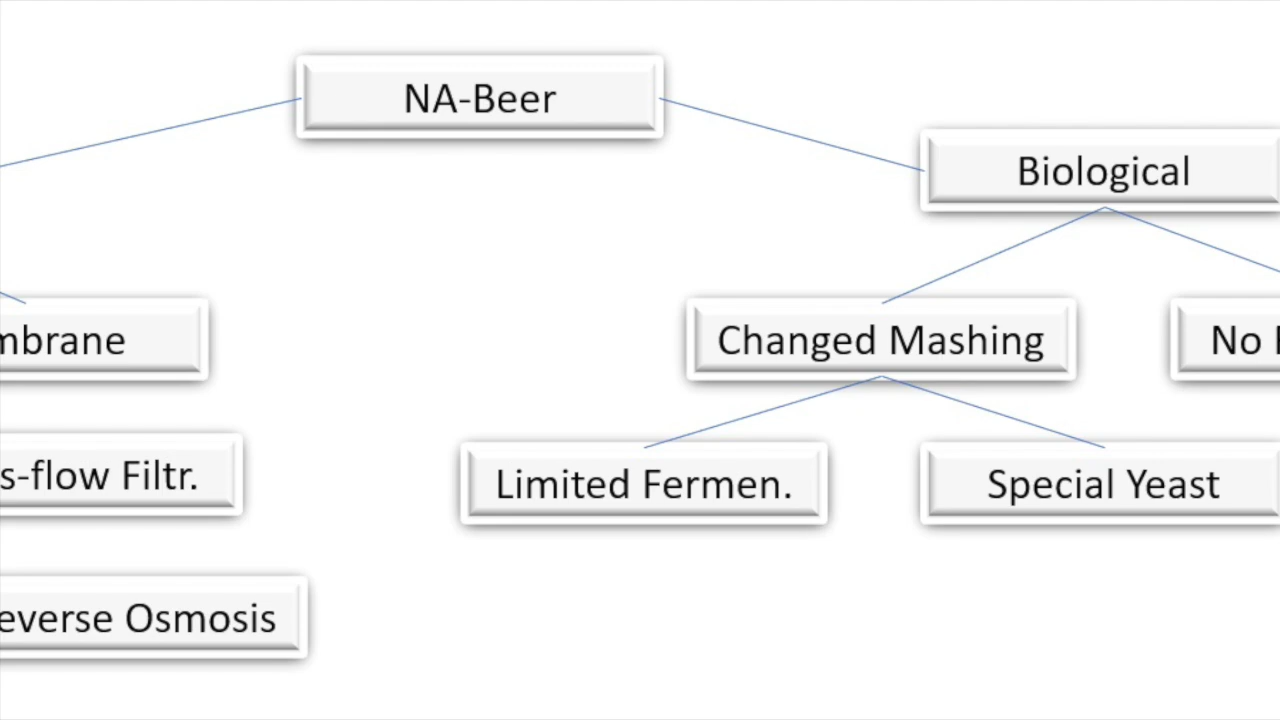 NA-Beer
Biological
mbrane
Changed Mashing
No
s-flow Filtr.
Limited Fermen.
Special Yeast
everse Osmosis